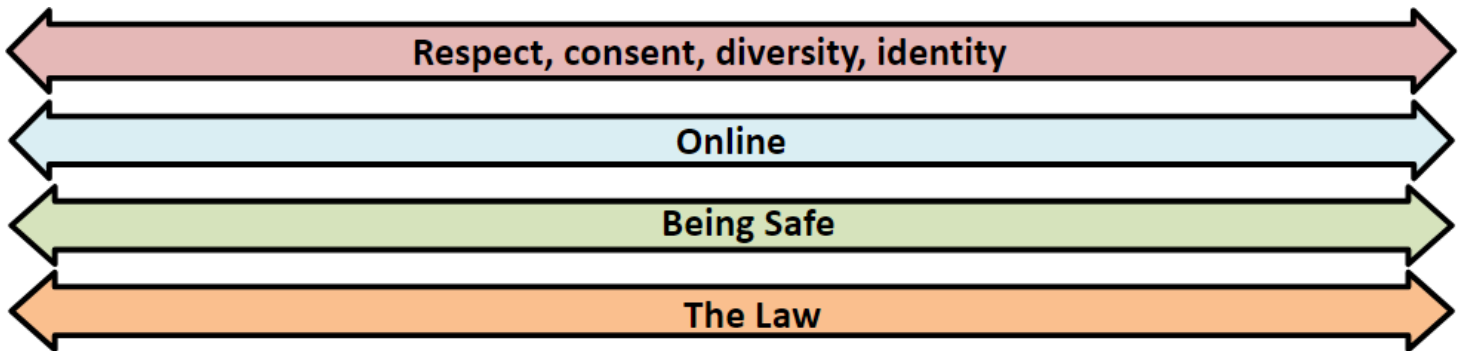 Respect, consent, diversity, identity
Online
Being Safe
The Law